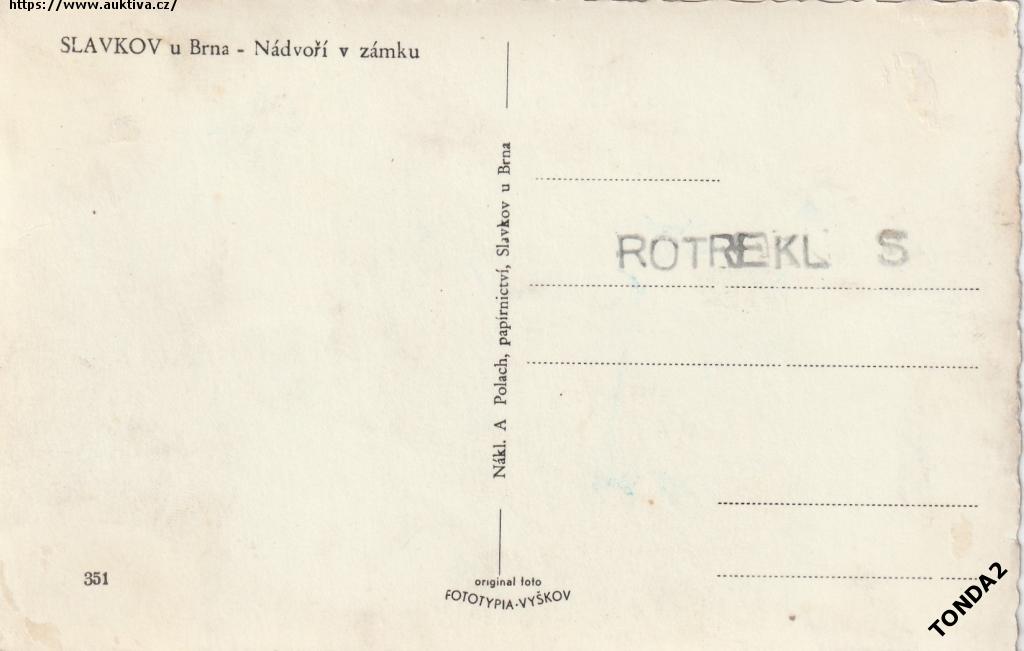 https://www.auktiva.cz/
SLAVKOV u Brna - Nádvoří v zámku
Nákl. A Polach, papírnictví, Slavkov u Brna
ROTREKL S
351
original foto
FOTOTYPIA-VYŠKOV
TONDA2